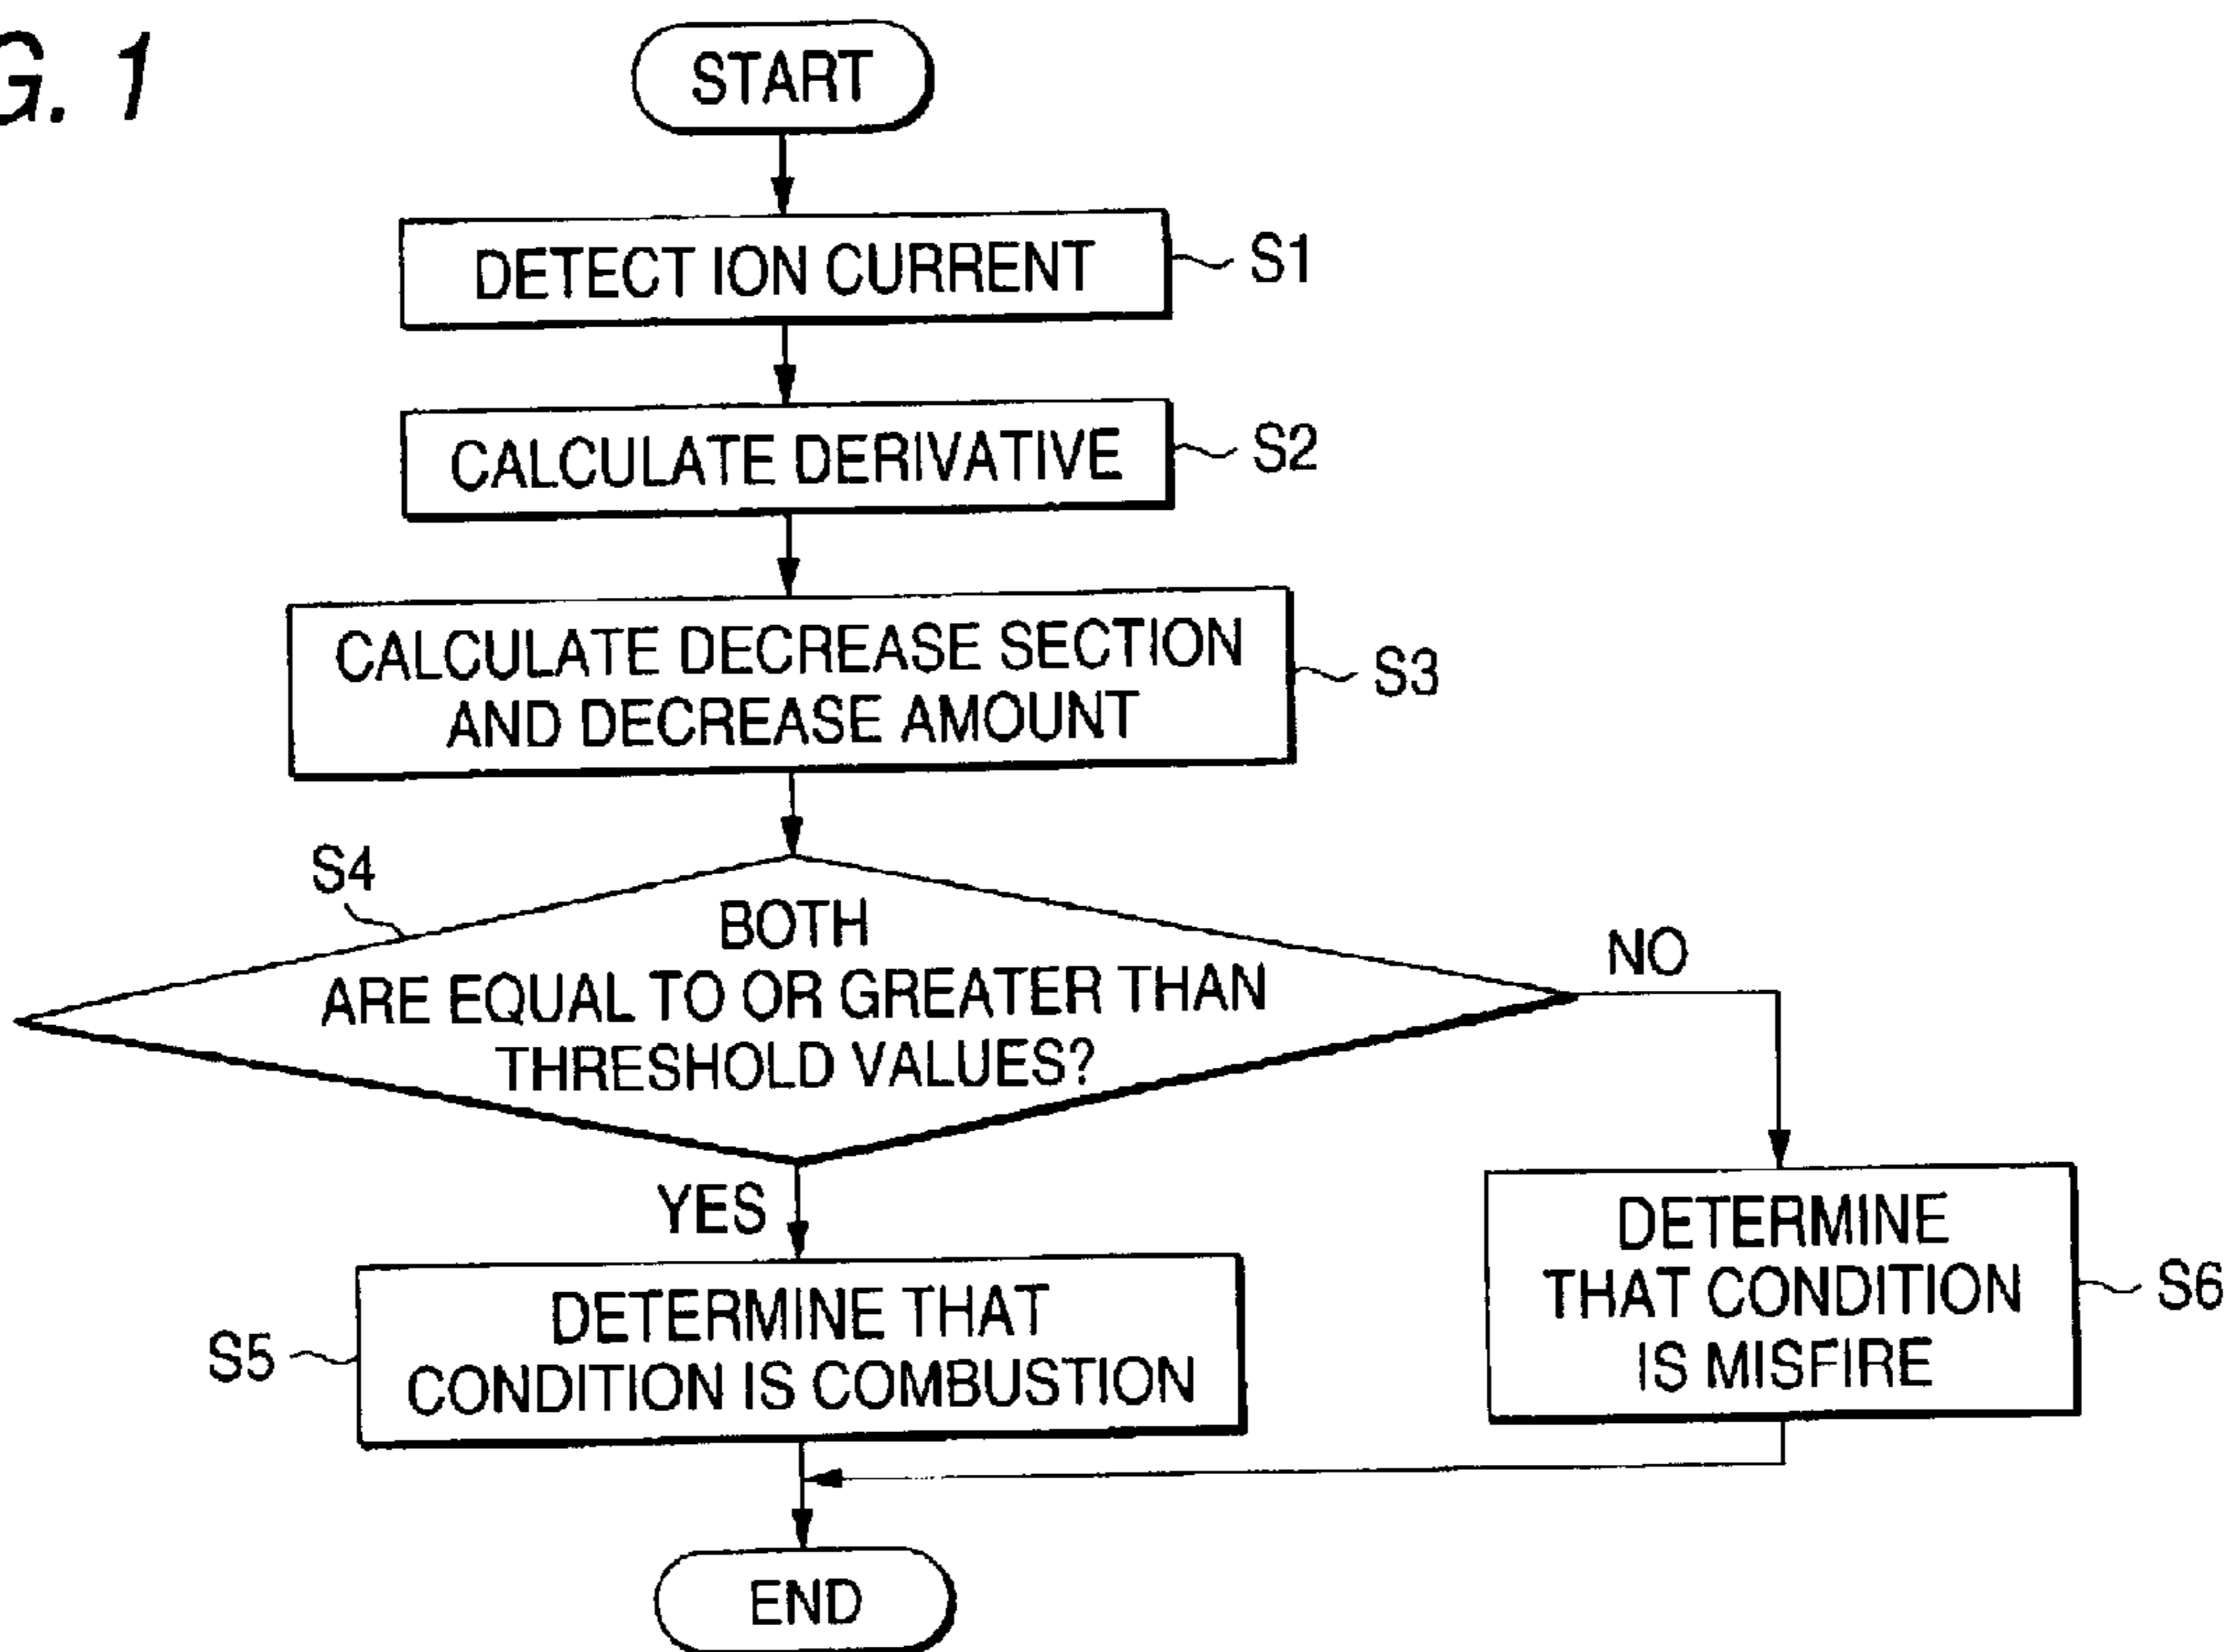 G. 1
START
DETECT ION CURRENT
S1
CALCULATE DERIVATIVE
S2
CALCULATE DECREASE SECTION
AND DECREASE AMOUNT
S3
S4
BOTH
ARE EQUAL TO OR GREATER THAN
THRESHOLD VALUES?
NO
YES
DETERMINE THAT
CONDITION IS COMBUSTION
S5
DETERMINE
THAT CONDITION
IS MISFIRE
S6
END